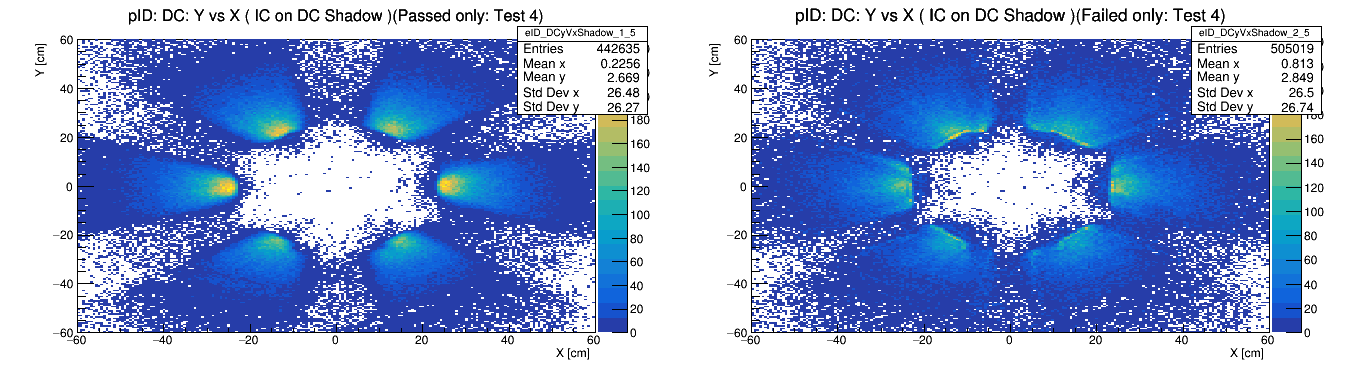 pID: DC: Y vs X ( IC on DC Shadow )(Passed only: Test 4)
eID_DCyVxShadow_1_5
Entries 442635
Mean x 0.2256
Mean y 2.669
Std Dev x 26.48
Std Dev y 26.27
Y [cm]
60
40
20
0
−20
−40
−60
−60 −40 −20 0 20 40 60
X [cm]
180
160
140
120
100
80
60
40
20
0
pID: DC: Y vs X ( IC on DC Shadow )(Failed only: Test 4)
eID_DCyVxShadow_2_5
Entries 505019
Mean x 0.813
Mean y 2.849
Std Dev x 26.5
Std Dev y 26.74
Y [cm]
60
40
20
0
−20
−40
−60
−60 −40 −20 0 20 40 60
X [cm]
180
160
140
120
100
80
60
40
20
0